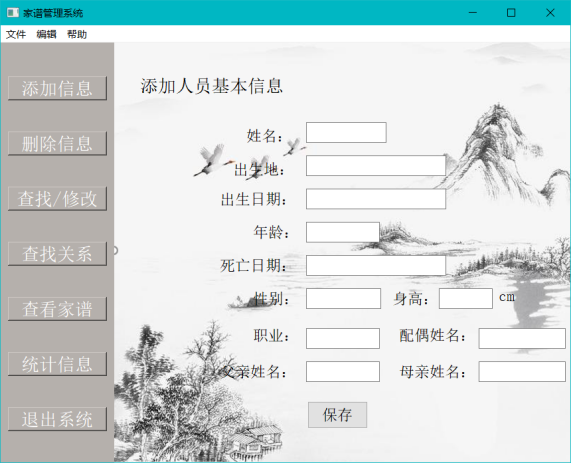 家谱管理系统
文件 编辑 帮助
添加信息
删除信息
查找/修改
查找关系
查看家谱
统计信息
退出系统
添加人员基本信息
姓名：
出生地：
出生日期：
年龄：
死亡日期：
性别： 身高： cm
职业： 配偶姓名：
父亲姓名： 母亲姓名：
保存